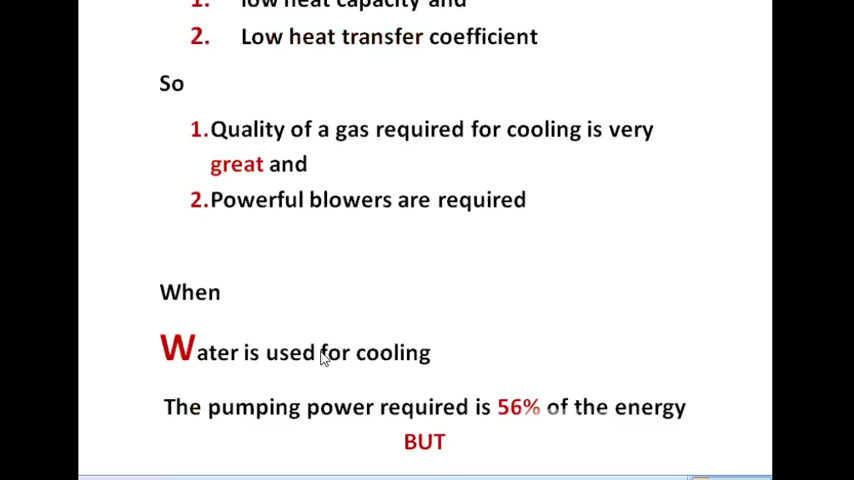 1. low heat capacity and
2. Low heat transfer coefficient
So
1.Quality of a gas required for cooling is very
great and
2.Powerful blowers are required
When
Water is used for cooling
The pumping power required is 56% of the energy
BUT